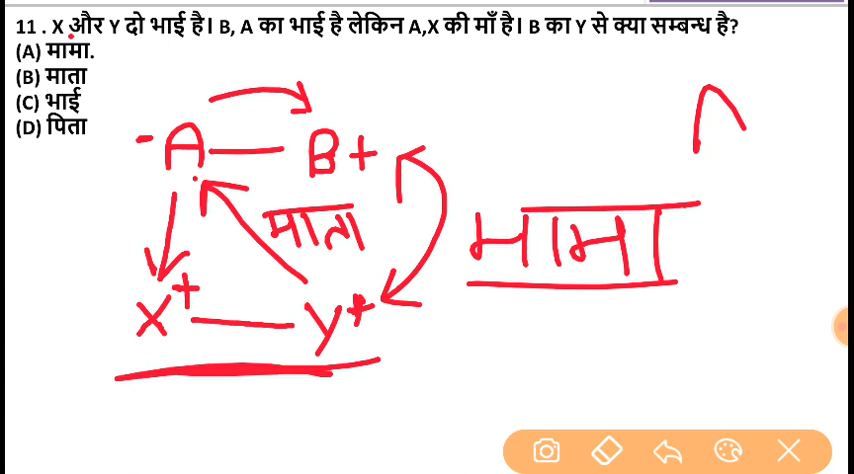 11 . X और Y दो भाई है। B, A का भाई है लेकिन A,X की माँ है। B का Y से क्या सम्बन्ध है?
(A) मामा.
(B) माता
(C) भाई
(D) पिता
- A — B +
माता
मामा
X + — Y +